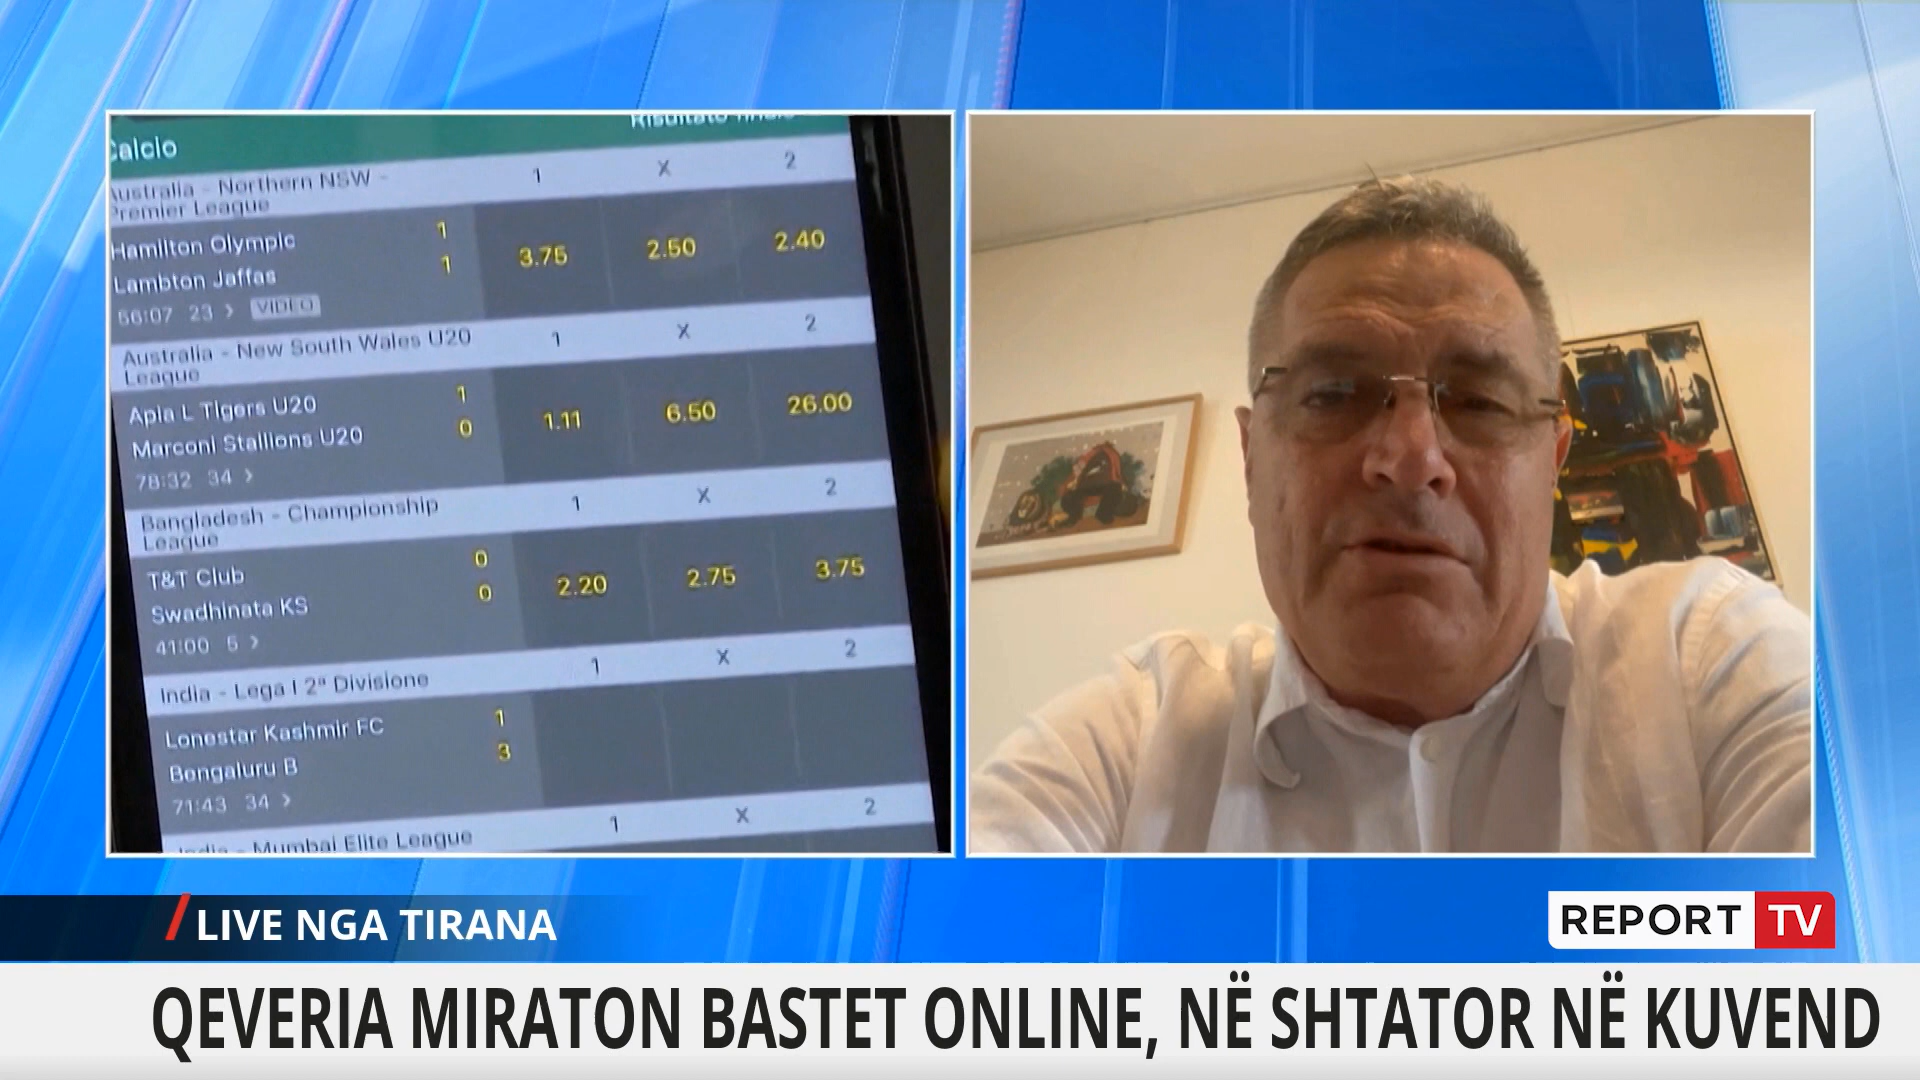 Calcio
Risultato finale
Australia - Northern NSW -
Premier League
1 X 2
Hamilton Olympic 1
Lambton Jaffas 1
3.75 2.50 2.40
56:07 23 > VIDEO
Australia - New South Wales U20
League
1 X 2
Apia L Tigers U20 1
Marconi Stallions U20 0
1.11 6.50 26.00
78:32 34 >
Bangladesh - Championship
League
1 X 2
T&T Club 0
Swadhinata KS 0
2.20 2.75 3.75
41:00 5 >
India - Lega I 2ª Divisione
1 X 2
Lonestar Kashmir FC 1
Bengaluru B 3
71:43 34 >
India - Mumbai Elite League
1 X 2
LIVE NGA TIRANA
REPORT TV
QEVERIA MIRATON BASTET ONLINE, NË SHTATOR NË KUVEND